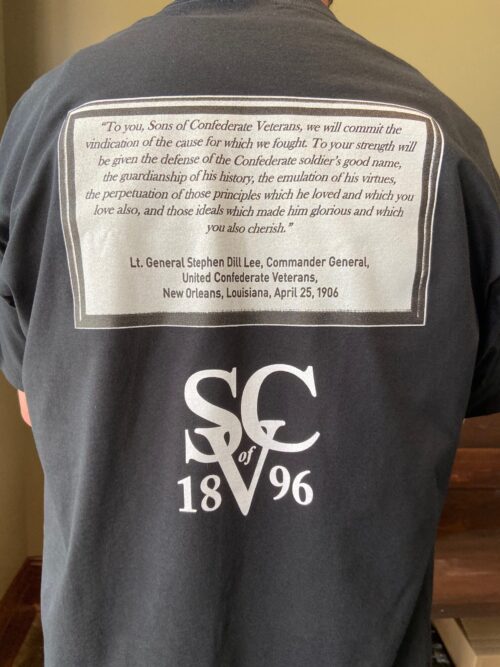 “To you, Sons of Confederate Veterans, we will commit the
vindication of the cause for which we fought. To your strength will
be given the defense of the Confederate soldier's good name,
the guardianship of his history, the emulation of his virtues,
the perpetuation of those principles which he loved and which you
love also, and those ideals which made him glorious and which
you also cherish.”
Lt. General Stephen Dill Lee, Commander General,
United Confederate Veterans,
New Orleans, Louisiana, April 25, 1906
SCV
of
18 96